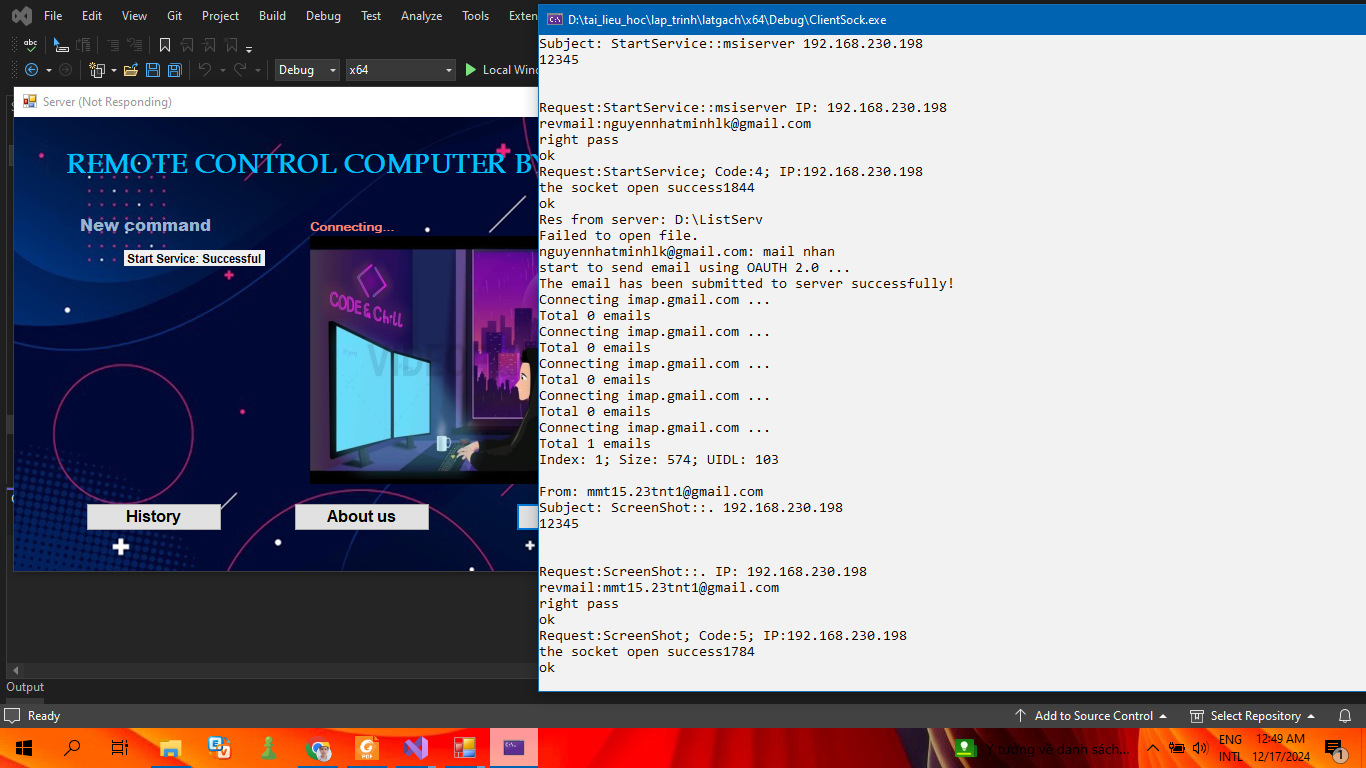 File Edit View Git Project Build Debug Test Analyze Tools Exten
abc
Debug x64 Local Wind
Server (Not Responding)
REMOTE CONTROL COMPUTER BY
New command
Connecting...
Start Service: Successful
CODE & Chill
VIDEO
History About us
Output
Ready Add to Source Control Select Repository
D:\tai_lieu_hoc\lap_trinh\latgach\x64\Debug\ClientSock.exe
Subject: StartService::msiserver 192.168.230.198
12345
Request:StartService::msiserver IP: 192.168.230.198
revmail:nguyennhatminhlk@gmail.com
right pass
ok
Request:StartService; Code:4; IP:192.168.230.198
the socket open success1844
ok
Res from server: D:\ListServ
Failed to open file.
nguyennhatminhlk@gmail.com: mail nhan
start to send email using OAUTH 2.0 ...
The email has been submitted to server successfully!
Connecting imap.gmail.com ...
Total 0 emails
Connecting imap.gmail.com ...
Total 0 emails
Connecting imap.gmail.com ...
Total 0 emails
Connecting imap.gmail.com ...
Total 0 emails
Connecting imap.gmail.com ...
Total 1 emails
Index: 1; Size: 574; UIDL: 103
From: mmt15.23tnt1@gmail.com
Subject: ScreenShot::. 192.168.230.198
12345
Request:ScreenShot::. IP: 192.168.230.198
revmail:mmt15.23tnt1@gmail.com
right pass
ok
Request:ScreenShot; Code:5; IP:192.168.230.198
the socket open success1784
ok
PDF
Ý tưởng về danh sách...
ENG 12:49 AM
INTL 12/17/2024
1